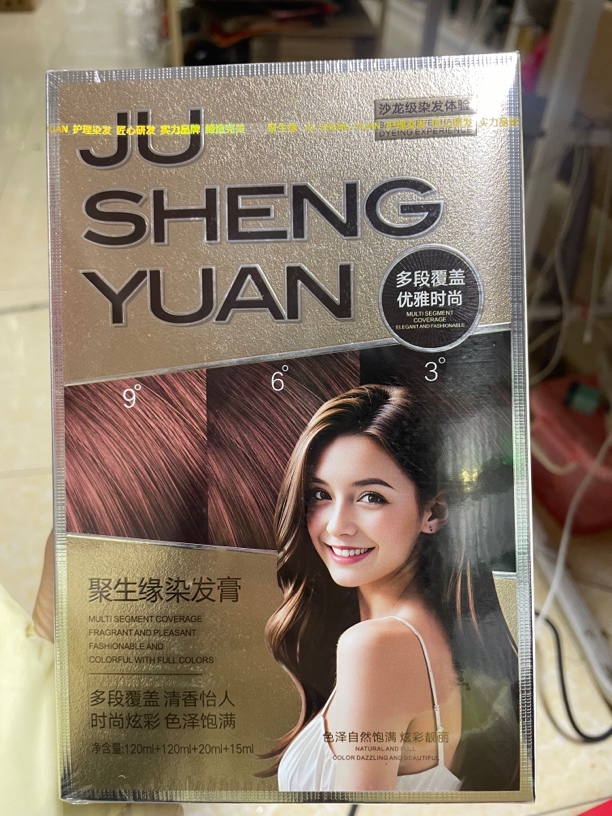 沙龙级染发体验
DYEING EXPERIENCE
护理染发 匠心研发 实力品牌
JU
SHENG
YUAN
多段覆盖
优雅时尚
MULTI SEGMENT
COVERAGE
ELEGANT AND FASHIONABLE
9°
6°
3°
聚生缘染发膏
MULTI SEGMENT COVERAGE
FRAGRANT AND PLEASANT
FASHIONABLE AND
COLORFUL WITH FULL COLORS
多段覆盖 清香怡人
时尚炫彩 色泽饱满
净含量:120ml+120ml+20ml+15ml
色泽自然饱满 炫彩靓丽
NATURAL AND FULL
COLOR DAZZLING AND BEAUTIFUL